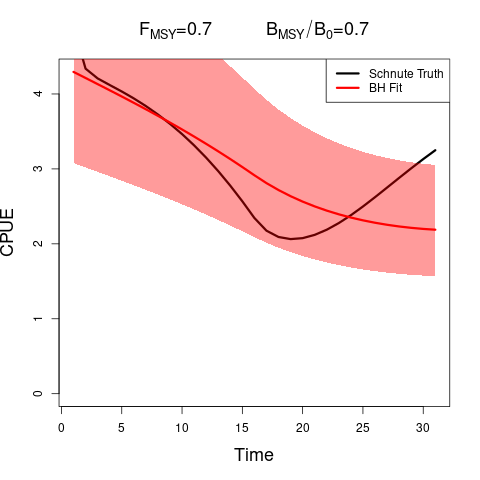 F_MSY=0.7 B_MSY/B_0=0.7
Schnute Truth
BH Fit
CPUE
4
3
2
1
0
0 5 10 15 20 25 30
Time